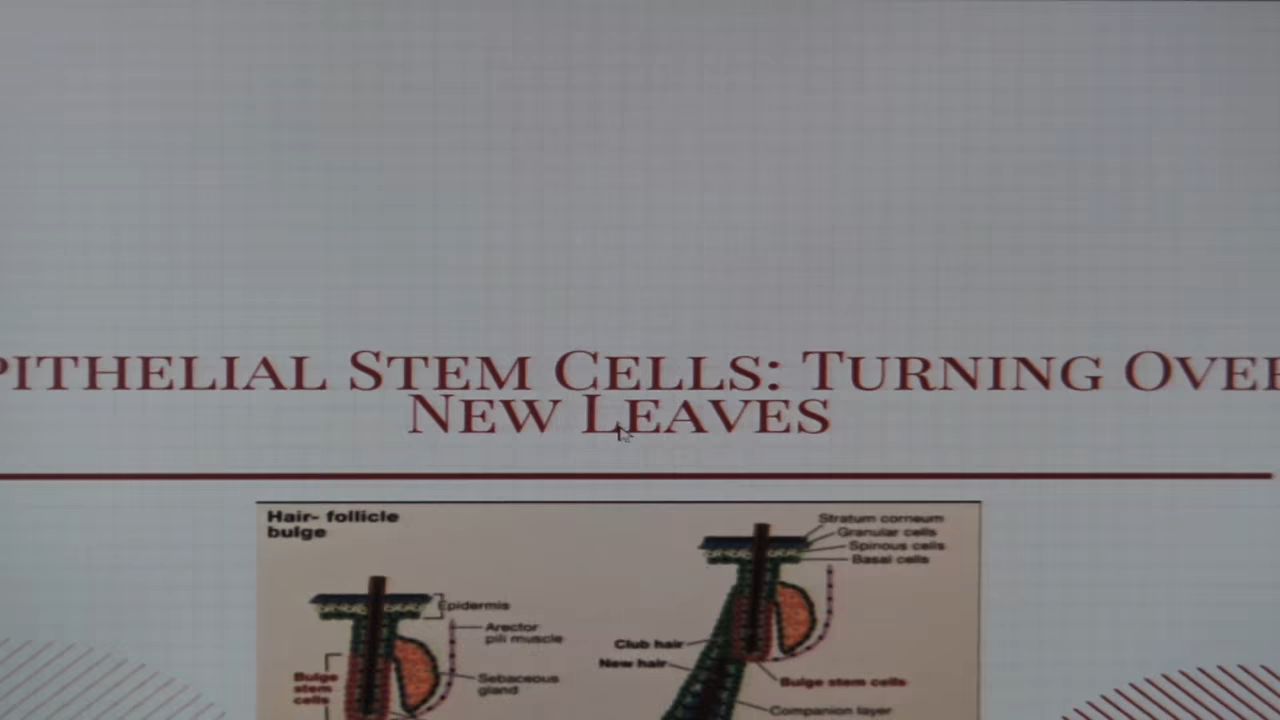 PITHELIAL STEM CELLS: TURNING OVER
NEW LEAVES
Hair- follicle
bulge
Epidermis
Arector
pili muscle
Sebaceous
gland
Bulge
stem
cells
Stratum corneum
Granular cells
Spinous cells
Basal cells
Club hair
New hair
Bulge stem cells
Companion layer